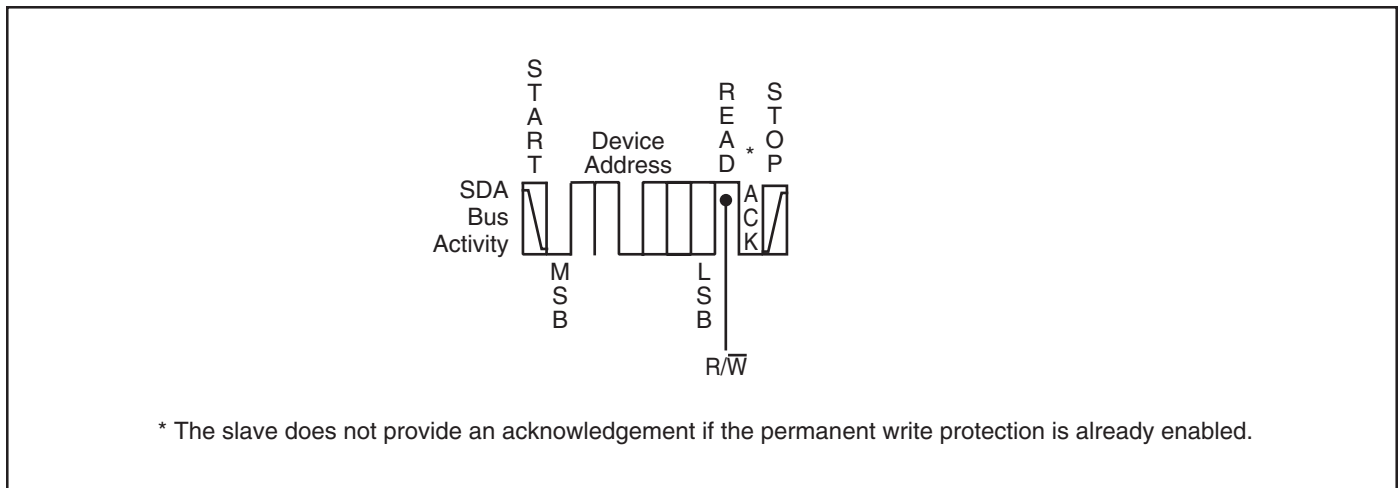 START
READ
*
STOP
Device
Address
SDA
Bus
Activity
ACK
MSB
LSB
R/W̅
* The slave does not provide an acknowledgement if the permanent write protection is already enabled.